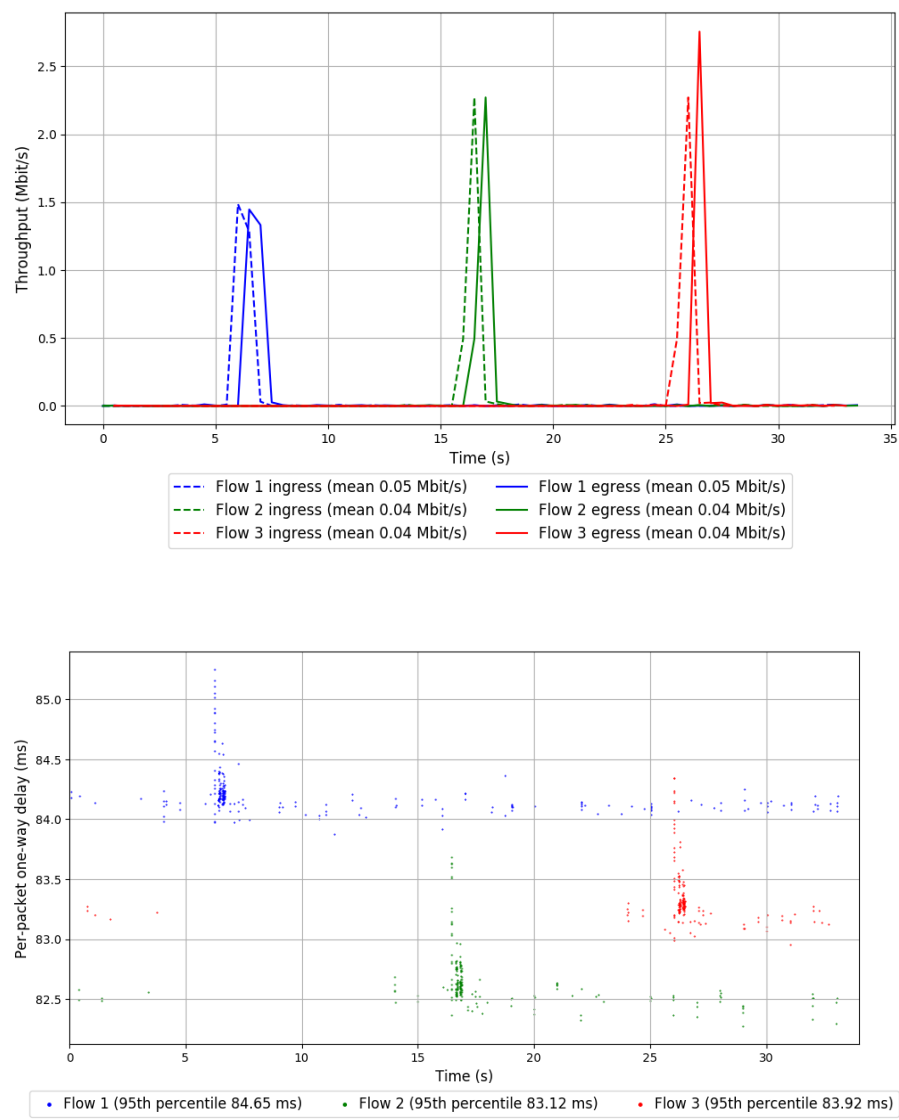 2.5
2.0
1.5
1.0
0.5
0.0
Throughput (Mbit/s)
0 5 10 15 20 25 30 35
Time (s)
Flow 1 ingress (mean 0.05 Mbit/s) Flow 1 egress (mean 0.05 Mbit/s)
Flow 2 ingress (mean 0.04 Mbit/s) Flow 2 egress (mean 0.04 Mbit/s)
Flow 3 ingress (mean 0.04 Mbit/s) Flow 3 egress (mean 0.04 Mbit/s)
85.0
84.5
84.0
83.5
83.0
82.5
Per-packet one-way delay (ms)
0 5 10 15 20 25 30
Time (s)
Flow 1 (95th percentile 84.65 ms) Flow 2 (95th percentile 83.12 ms) Flow 3 (95th percentile 83.92 ms)